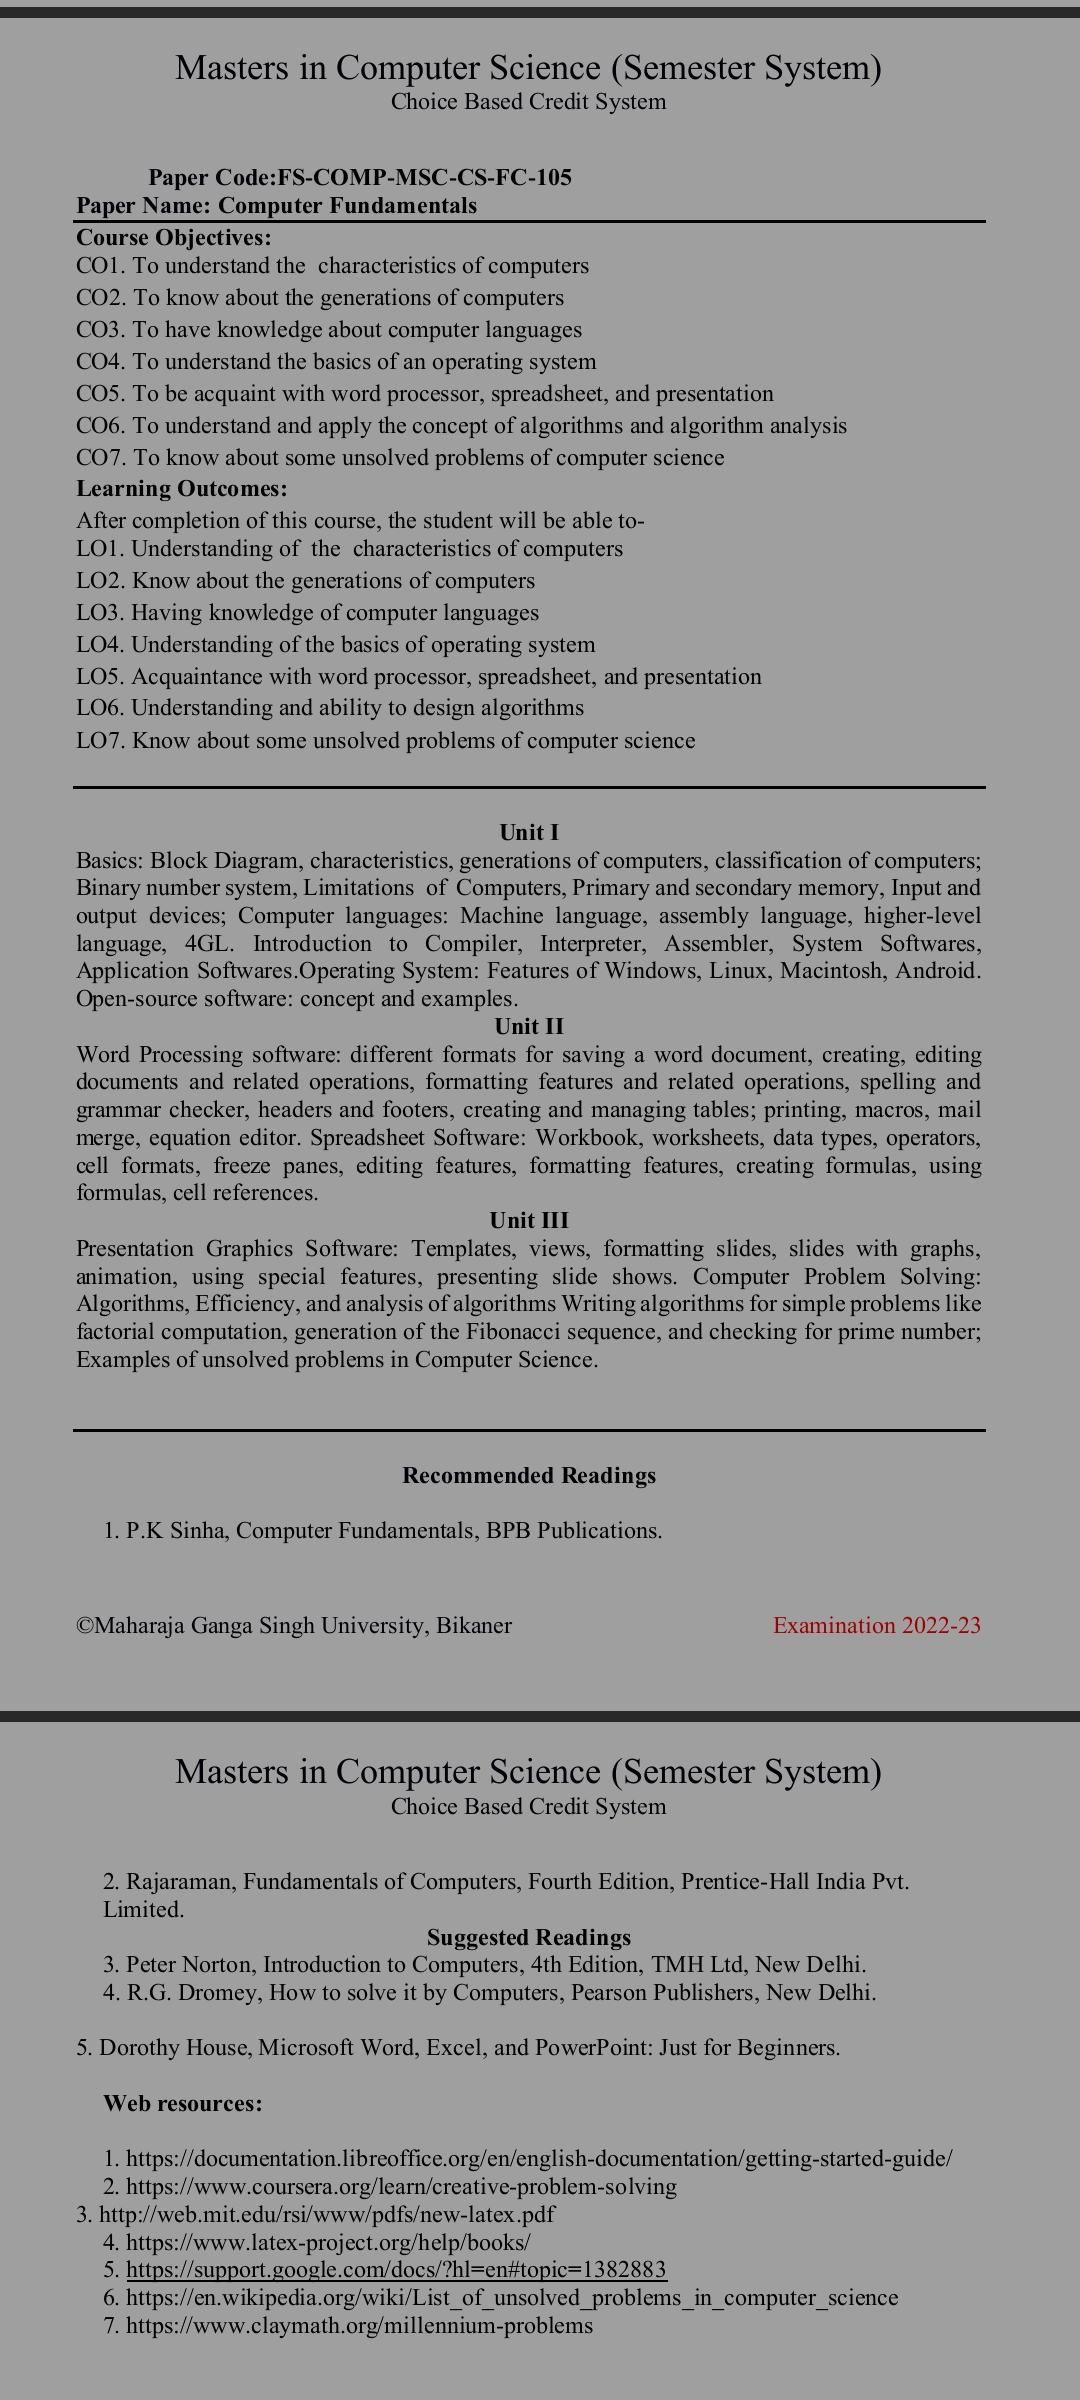 Masters in Computer Science (Semester System)
Choice Based Credit System
Paper Code:FS-COMP-MSC-CS-FC-105
Paper Name: Computer Fundamentals
Course Objectives:
CO1. To understand the  characteristics of computers
CO2. To know about the generations of computers
CO3. To have knowledge about computer languages
CO4. To understand the basics of an operating system
CO5. To be acquaint with word processor, spreadsheet, and presentation
CO6. To understand and apply the concept of algorithms and algorithm analysis
CO7. To know about some unsolved problems of computer science
Learning Outcomes:
After completion of this course, the student will be able to-
LO1. Understanding of  the  characteristics of computers
LO2. Know about the generations of computers
LO3. Having knowledge of computer languages
LO4. Understanding of the basics of operating system
LO5. Acquaintance with word processor, spreadsheet, and presentation
LO6. Understanding and ability to design algorithms
LO7. Know about some unsolved problems of computer science
Unit I
Basics: Block Diagram, characteristics, generations of computers, classification of computers;
Binary number system, Limitations  of  Computers, Primary and secondary memory, Input and
output devices; Computer languages: Machine language, assembly language, higher-level
language, 4GL. Introduction to Compiler, Interpreter, Assembler, System Softwares,
Application Softwares.Operating System: Features of Windows, Linux, Macintosh, Android.
Open-source software: concept and examples.
Unit II
Word Processing software: different formats for saving a word document, creating, editing
documents and related operations, formatting features and related operations, spelling and
grammar checker, headers and footers, creating and managing tables; printing, macros, mail
merge, equation editor. Spreadsheet Software: Workbook, worksheets, data types, operators,
cell formats, freeze panes, editing features, formatting features, creating formulas, using
formulas, cell references.
Unit III
Presentation Graphics Software: Templates, views, formatting slides, slides with graphs,
animation, using special features, presenting slide shows. Computer Problem Solving:
Algorithms, Efficiency, and analysis of algorithms Writing algorithms for simple problems like
factorial computation, generation of the Fibonacci sequence, and checking for prime number;
Examples of unsolved problems in Computer Science.
Recommended Readings
1. P.K Sinha, Computer Fundamentals, BPB Publications.
©Maharaja Ganga Singh University, Bikaner Examination 2022-23
Masters in Computer Science (Semester System)
Choice Based Credit System
2. Rajaraman, Fundamentals of Computers, Fourth Edition, Prentice-Hall India Pvt.
Limited.
Suggested Readings
3. Peter Norton, Introduction to Computers, 4th Edition, TMH Ltd, New Delhi.
4. R.G. Dromey, How to solve it by Computers, Pearson Publishers, New Delhi.
5. Dorothy House, Microsoft Word, Excel, and PowerPoint: Just for Beginners.
Web resources:
1. https://documentation.libreoffice.org/en/english-documentation/getting-started-guide/
2. https://www.coursera.org/learn/creative-problem-solving
3. http://web.mit.edu/rsi/www/pdfs/new-latex.pdf
4. https://www.latex-project.org/help/books/
5. https://support.google.com/docs/?hl=en#topic=1382883
6. https://en.wikipedia.org/wiki/List_of_unsolved_problems_in_computer_science
7. https://www.claymath.org/millennium-problems